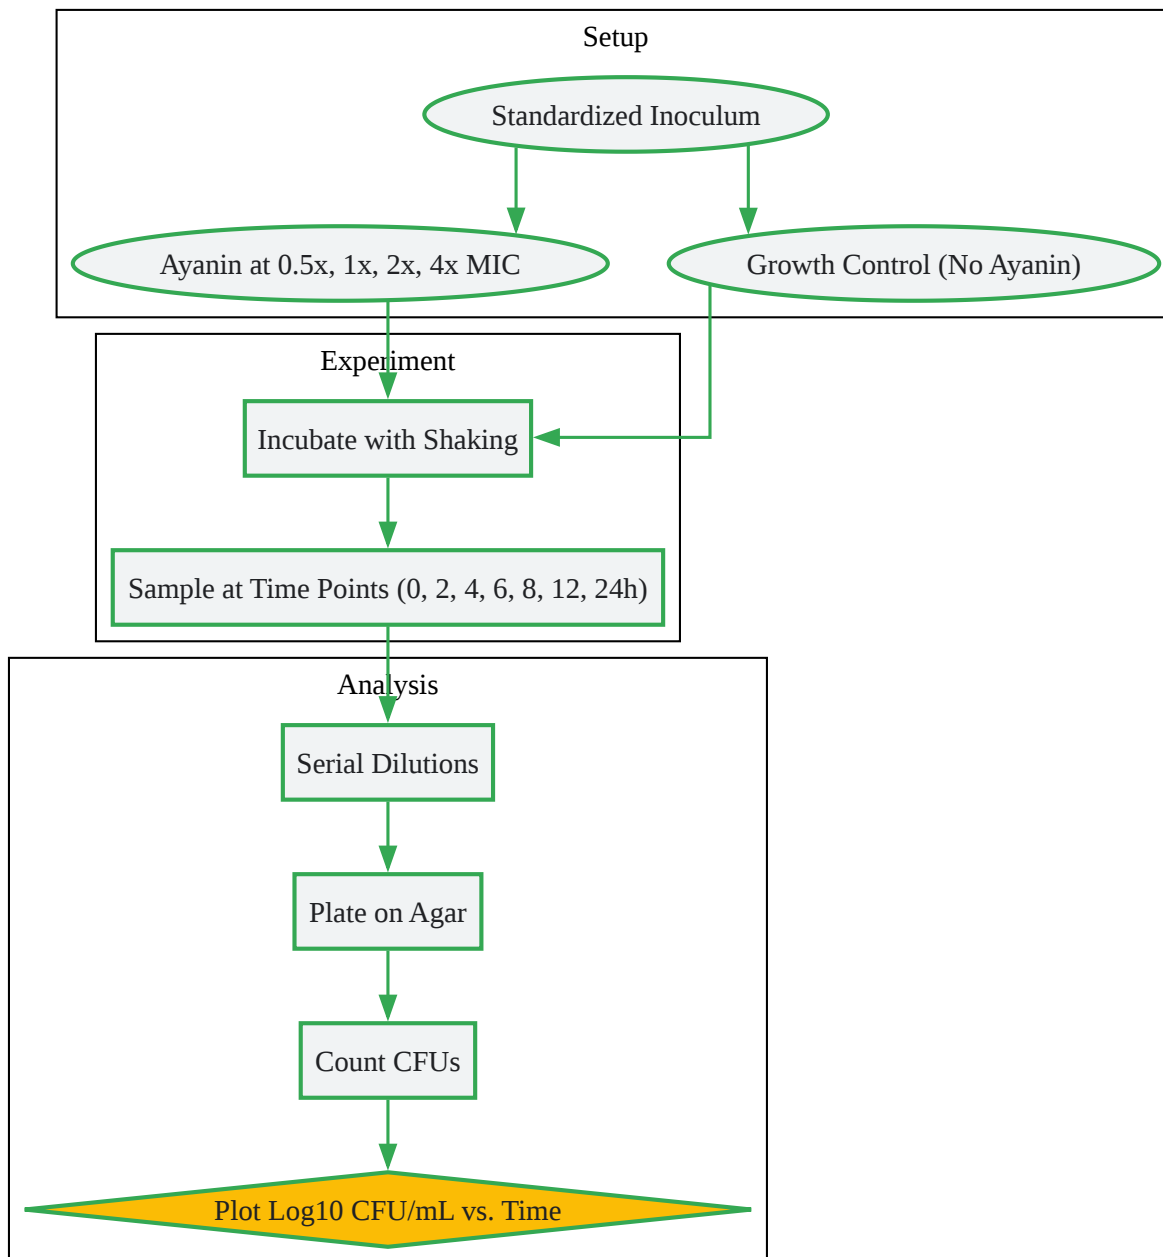 Setup
Standardized Inoculum
Ayanin at 0.5x, 1x, 2x, 4x MIC
Growth Control (No Ayanin)
Experiment
Incubate with Shaking
Sample at Time Points (0, 2, 4, 6, 8, 12, 24h)
Analysis
Serial Dilutions
Plate on Agar
Count CFUs
Plot Log10 CFU/mL vs. Time